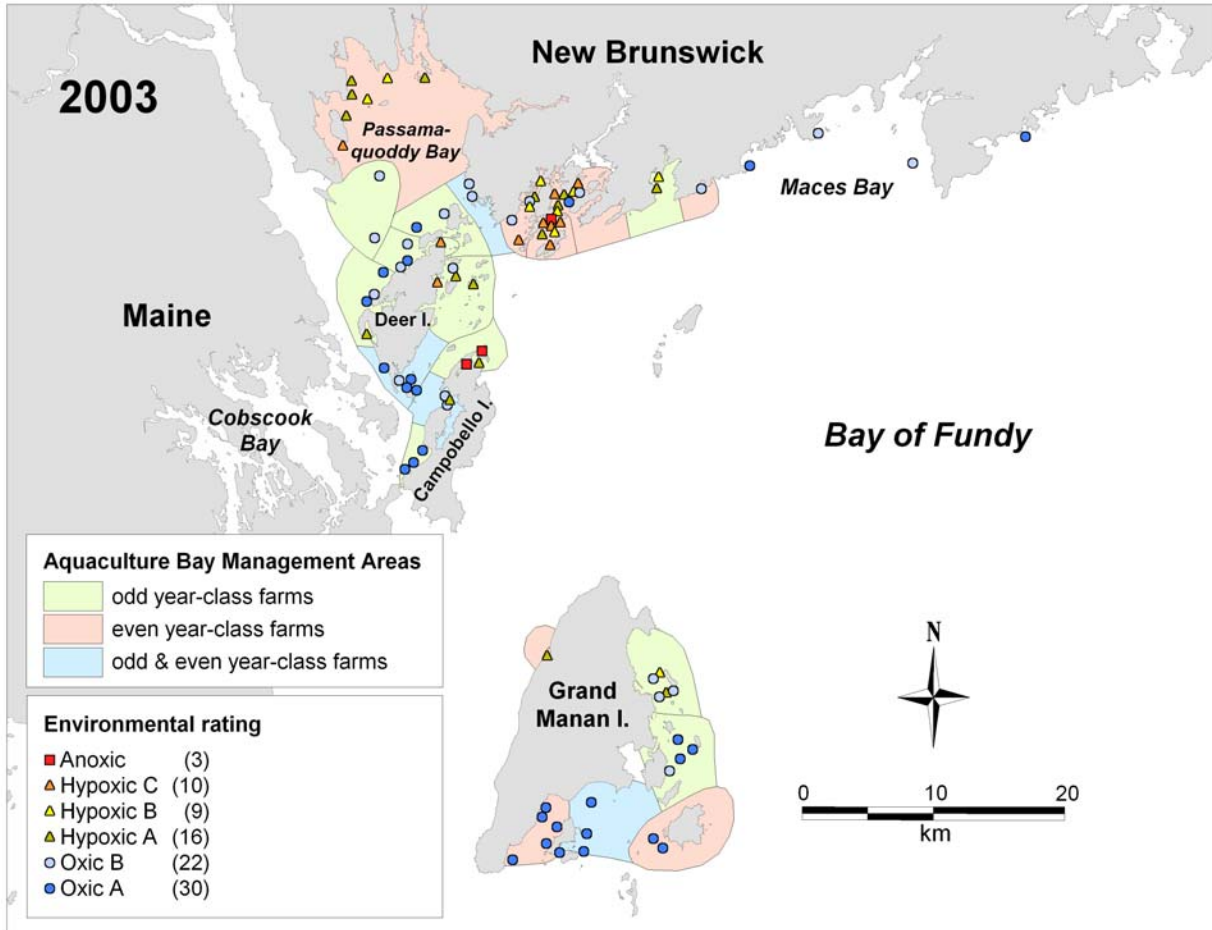 New Brunswick
2003
Passama-
quoddy Bay
Maces Bay
Maine
Deer I.
Cobscook
Bay
Campobello I.
Bay of Fundy
Aquaculture Bay Management Areas
odd year-class farms
even year-class farms
odd & even year-class farms
Environmental rating
Anoxic (3)
Hypoxic C (10)
Hypoxic B (9)
Hypoxic A (16)
Oxic B (22)
Oxic A (30)
Grand
Manan I.
N
0 10 20
km